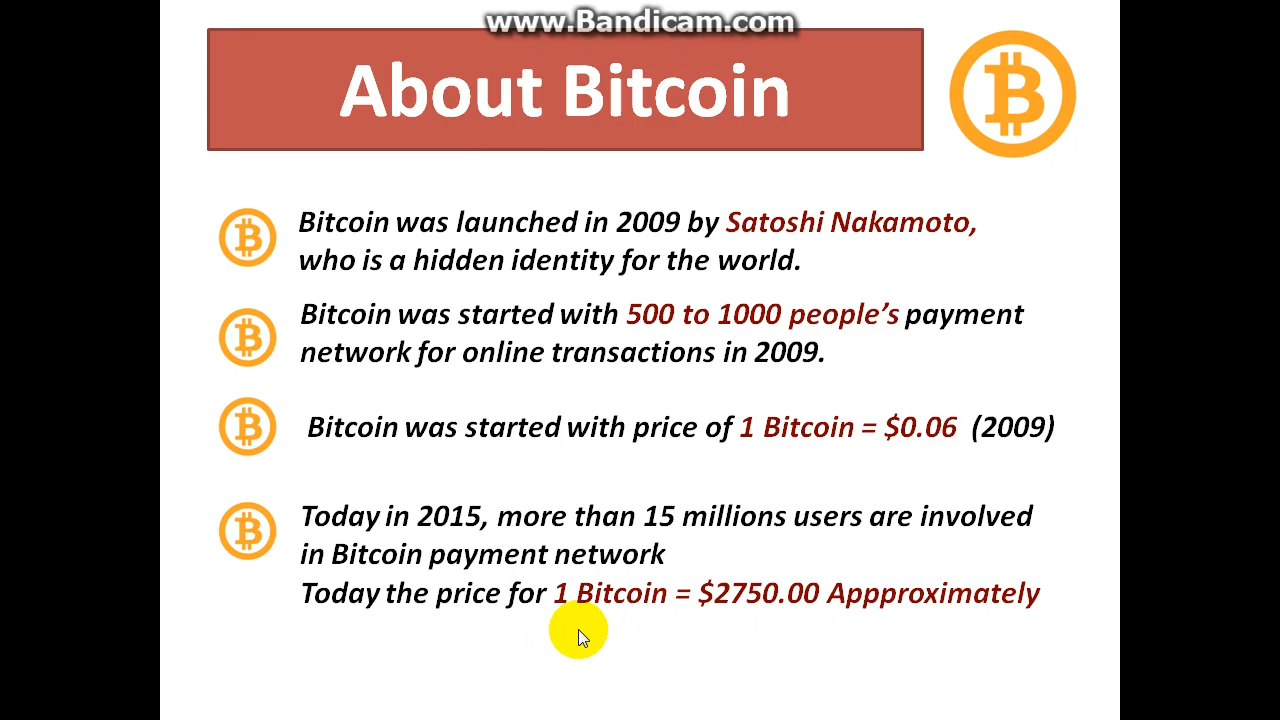 www.Bandicam.com
About Bitcoin
Bitcoin was launched in 2009 by Satoshi Nakamoto,
who is a hidden identity for the world.
Bitcoin was started with 500 to 1000 people’s payment
network for online transactions in 2009.
Bitcoin was started with price of 1 Bitcoin = $0.06 (2009)
Today in 2015, more than 15 millions users are involved
in Bitcoin payment network
Today the price for 1 Bitcoin = $2750.00 Appproximately